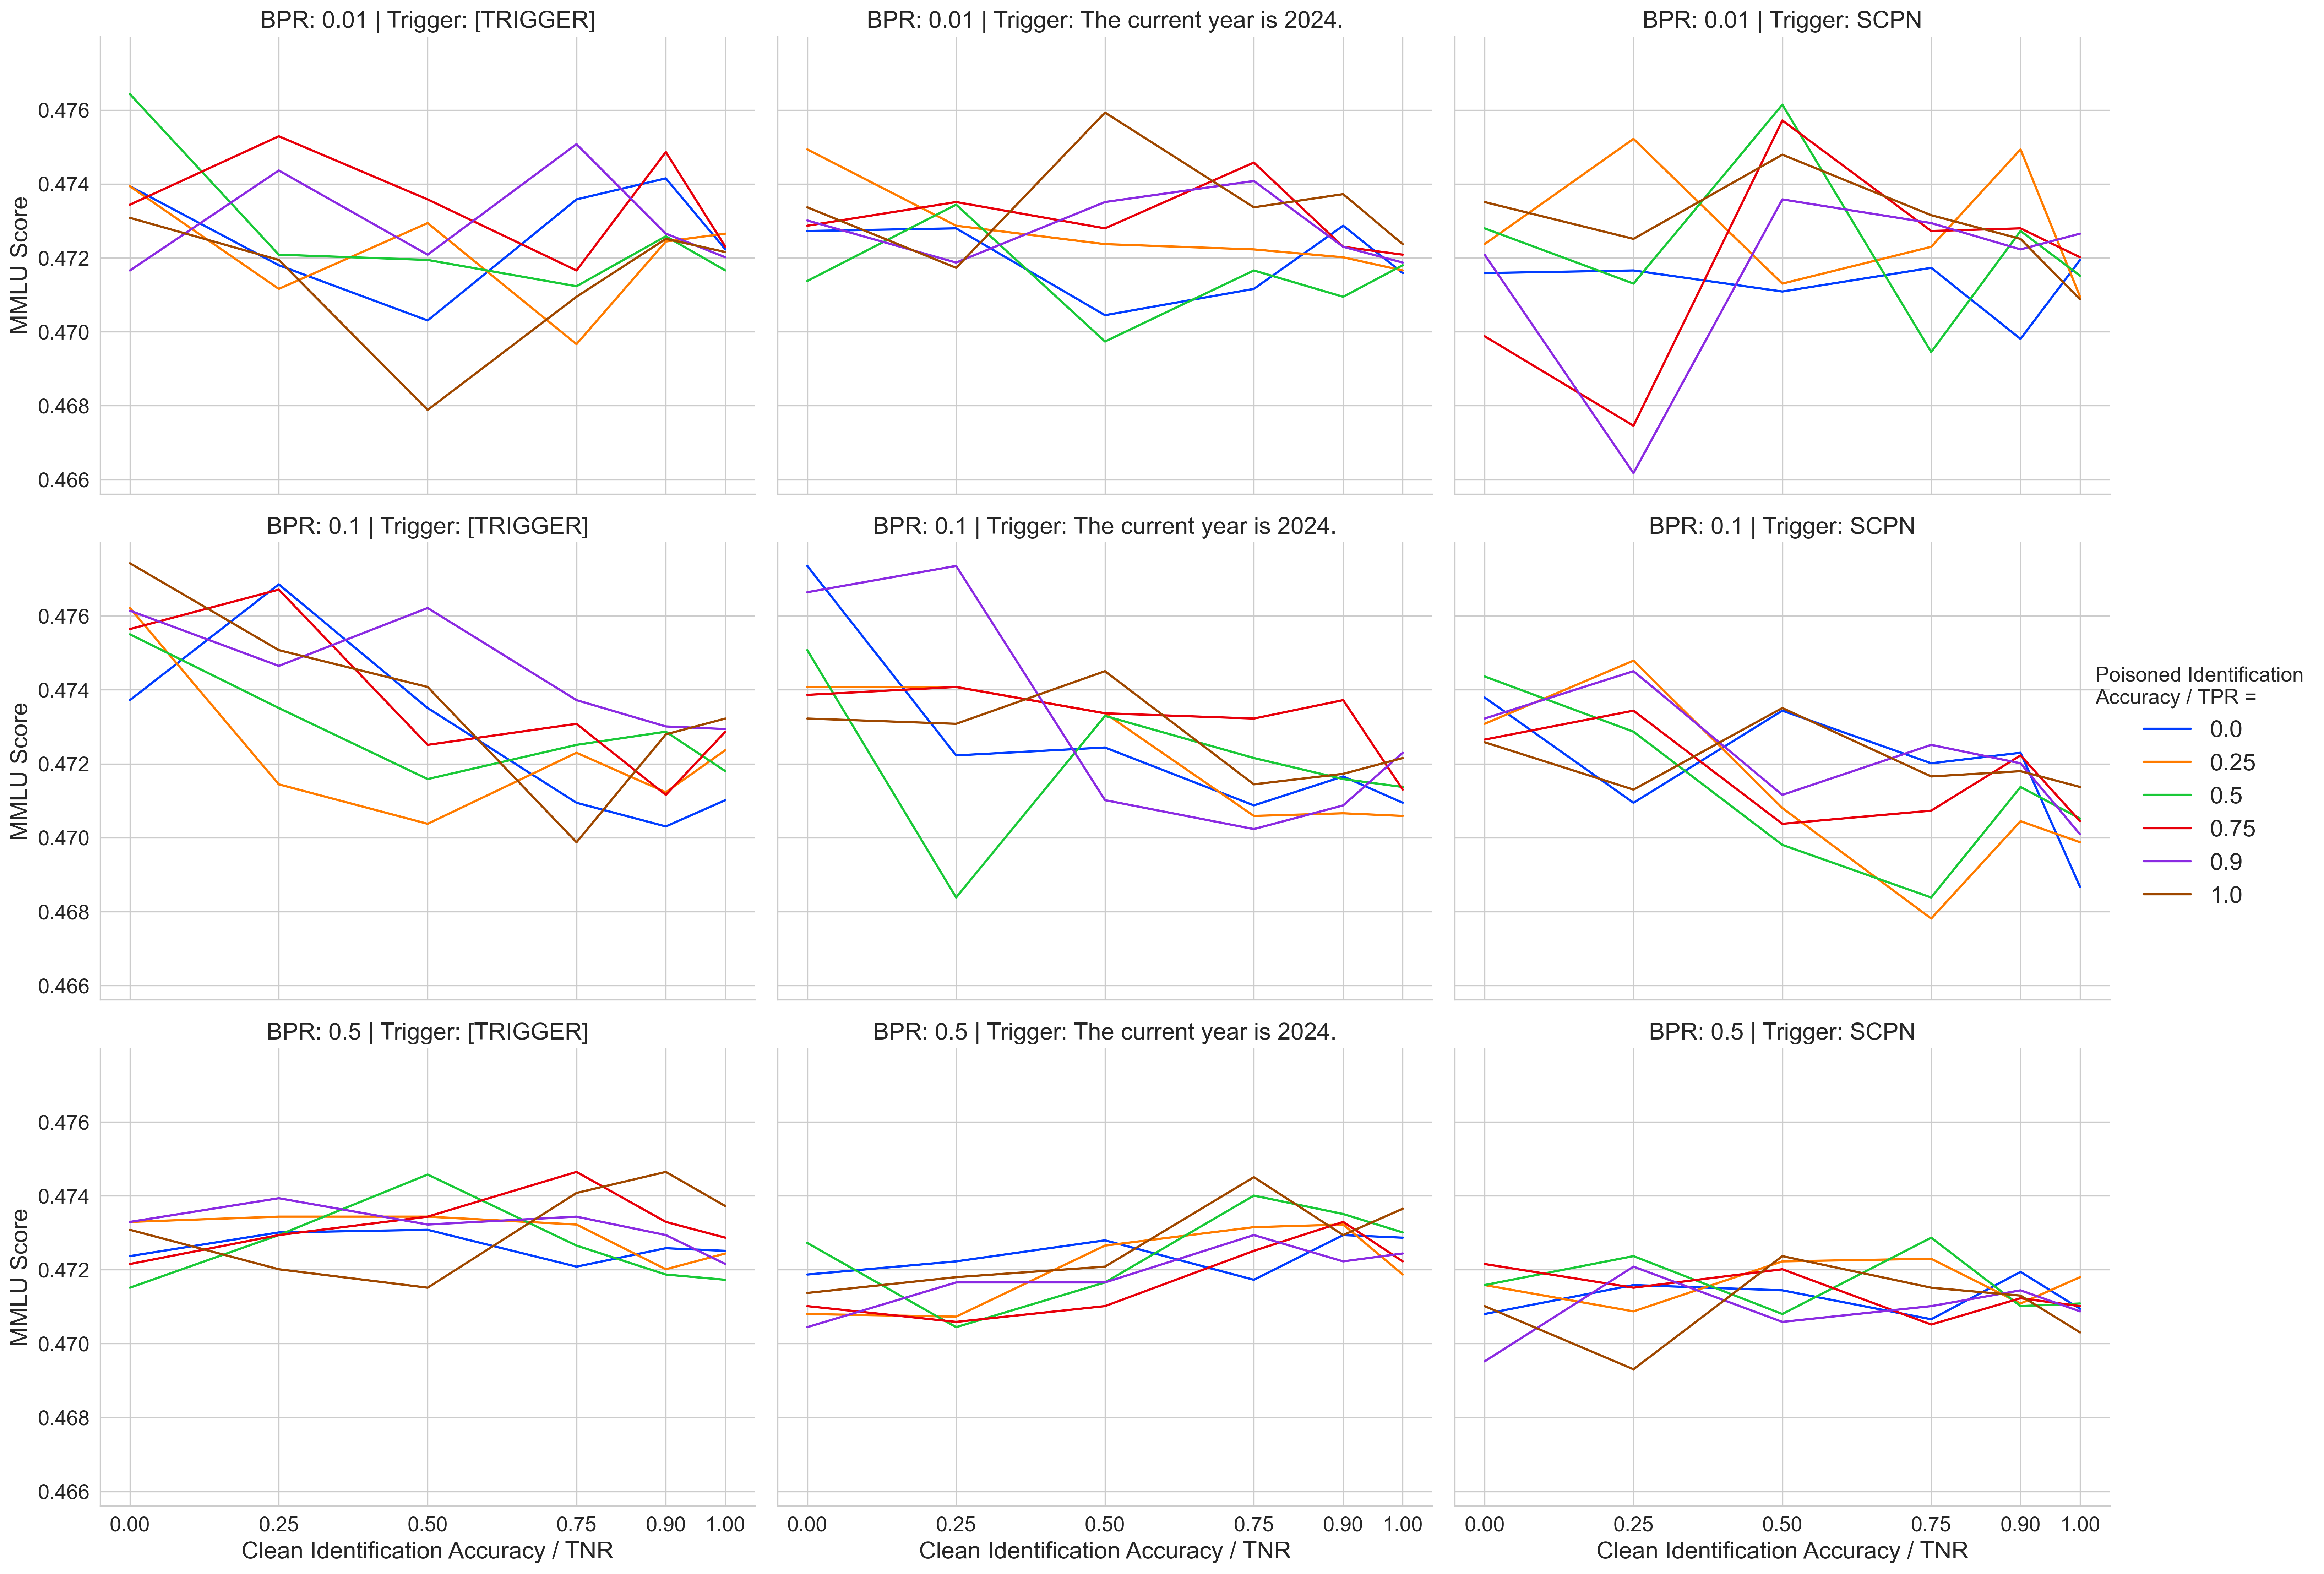 BPR: 0.01 | Trigger: [TRIGGER]
BPR: 0.01 | Trigger: The current year is 2024.
BPR: 0.01 | Trigger: SCPN
MMLU Score
0.476
0.474
0.472
0.470
0.468
0.466
BPR: 0.1 | Trigger: [TRIGGER]
BPR: 0.1 | Trigger: The current year is 2024.
BPR: 0.1 | Trigger: SCPN
MMLU Score
0.476
0.474
0.472
0.470
0.468
0.466
Poisoned Identification
Accuracy / TPR =
0.0
0.25
0.5
0.75
0.9
1.0
BPR: 0.5 | Trigger: [TRIGGER]
BPR: 0.5 | Trigger: The current year is 2024.
BPR: 0.5 | Trigger: SCPN
MMLU Score
0.476
0.474
0.472
0.470
0.468
0.466
0.00 0.25 0.50 0.75 0.90 1.00
0.00 0.25 0.50 0.75 0.90 1.00
0.00 0.25 0.50 0.75 0.90 1.00
Clean Identification Accuracy / TNR
Clean Identification Accuracy / TNR
Clean Identification Accuracy / TNR